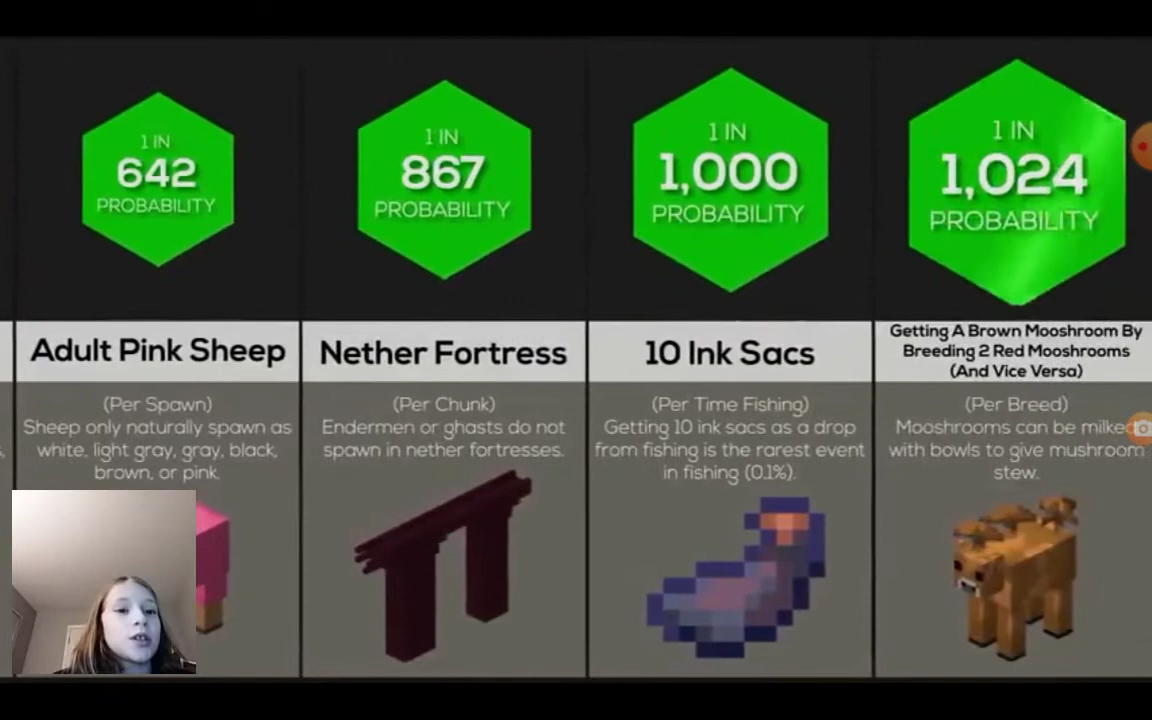 1 IN
642
PROBABILITY
Adult Pink Sheep
(Per Spawn)
Sheep only naturally spawn as
white, light gray, gray, black,
brown, or pink.
1 IN
867
PROBABILITY
Nether Fortress
(Per Chunk)
Endermen or ghasts do not
spawn in nether fortresses.
1 IN
1,000
PROBABILITY
10 Ink Sacs
(Per Time Fishing)
Getting 10 ink sacs as a drop
from fishing is the rarest event
in fishing (0.1%).
1 IN
1,024
PROBABILITY
Getting A Brown Mooshroom By
Breeding 2 Red Mooshrooms
(And Vice Versa)
(Per Breed)
Mooshrooms can be milked
with bowls to give mushroom
stew.